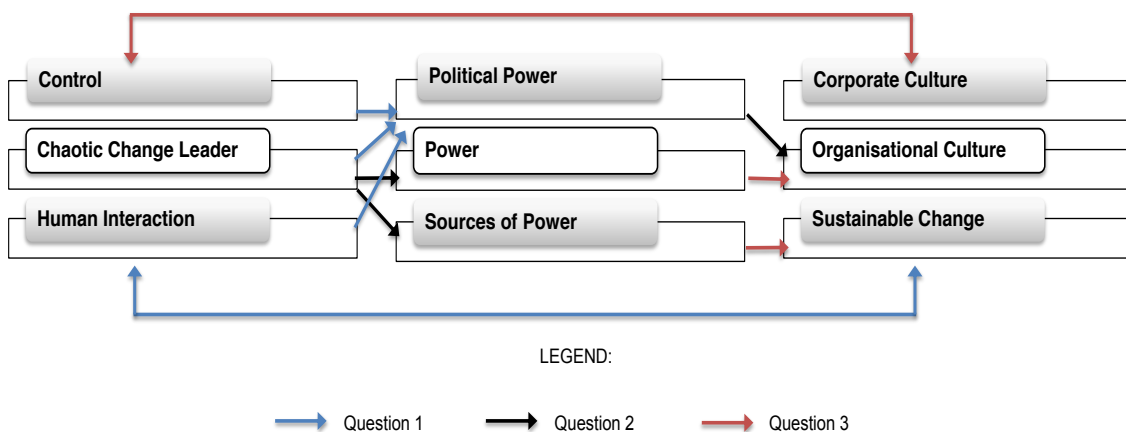 Control
Political Power
Corporate Culture
Chaotic Change Leader
Power
Organisational Culture
Human Interaction
Sources of Power
Sustainable Change
LEGEND:
Question 1
Question 2
Question 3